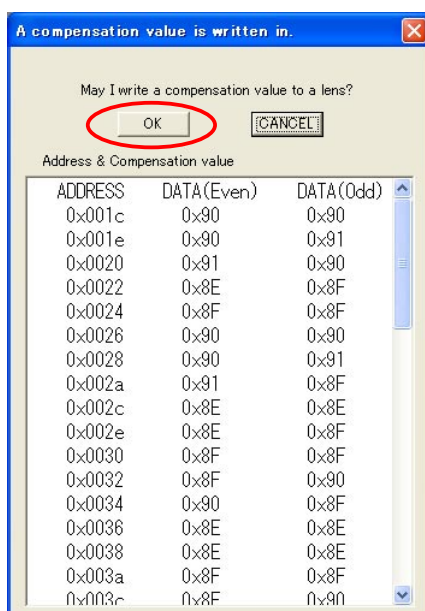 A compensation value is written in.
May I write a compensation value to a lens?
OK CANCEL
Address & Compensation value
ADDRESS DATA(Even) DATA(Odd)
0x001c 0x90 0x90
0x001e 0x90 0x91
0x0020 0x91 0x90
0x0022 0x8E 0x8F
0x0024 0x8F 0x8F
0x0026 0x90 0x90
0x0028 0x90 0x91
0x002a 0x91 0x8F
0x002c 0x8E 0x8E
0x002e 0x8E 0x8F
0x0030 0x8F 0x8F
0x0032 0x8F 0x90
0x0034 0x90 0x8F
0x0036 0x8E 0x8E
0x0038 0x8E 0x8E
0x003a 0x8F 0x8F
0x003c 0x8F 0x90